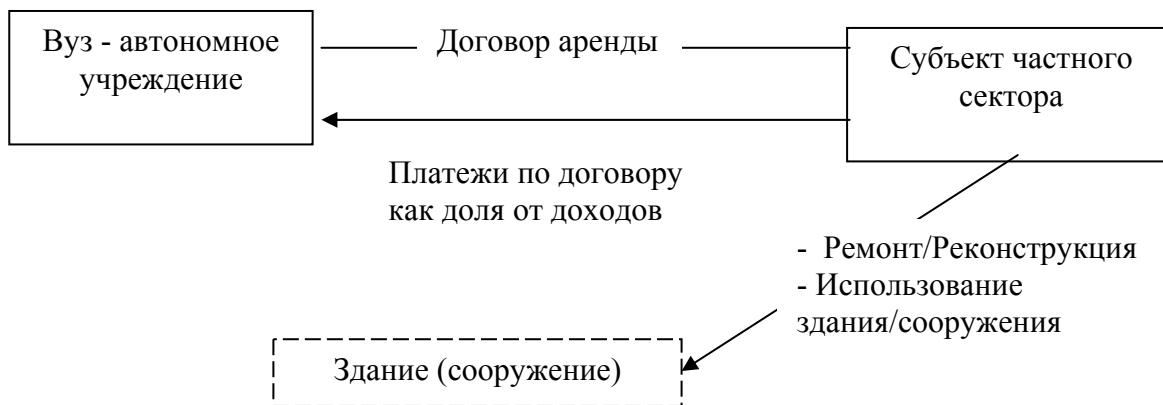 Вуз - автономное
учреждение
Договор аренды
Субъект частного
сектора
Платежи по договору
как доля от доходов
- Ремонт/Реконструкция
- Использование
здания/сооружения
Здание (сооружение)